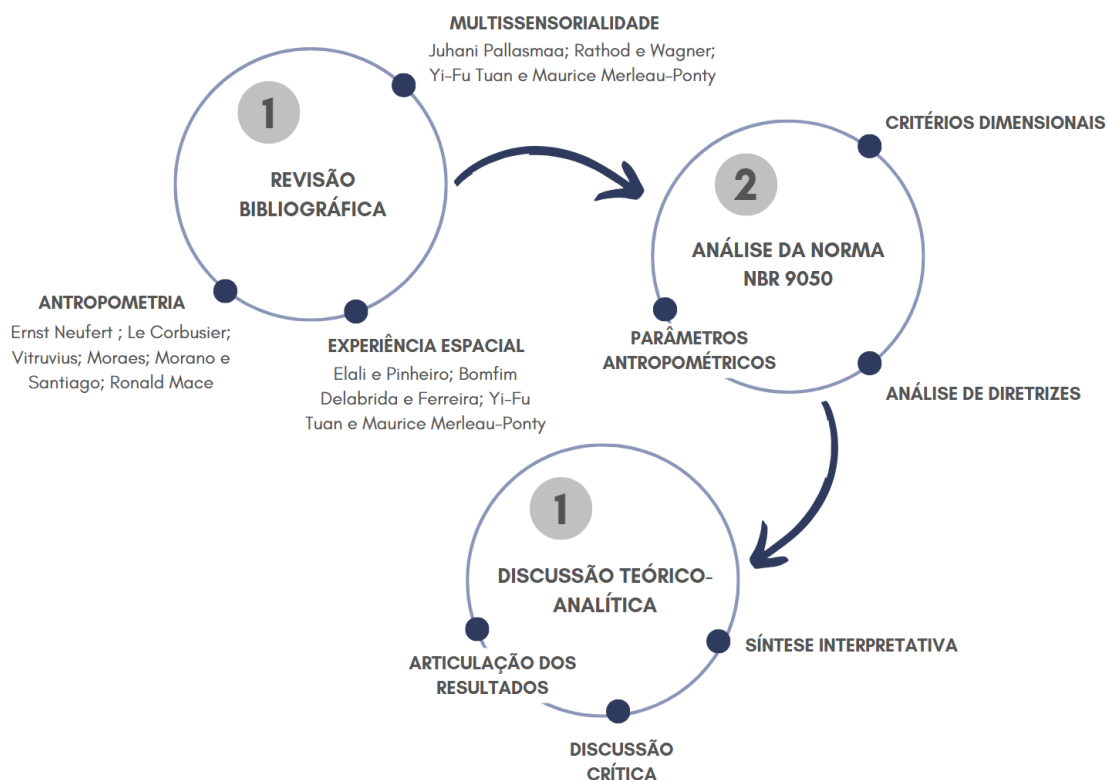 MULTISSENSORIALIDADE
Juhani Pallasmaa; Rathod e Wagner;
Yi-Fu Tuan e Maurice Merleau-Ponty
1
REVISÃO
BIBLIOGRÁFICA
ANTROPOMETRIA
Ernst Neufert ; Le Corbusier;
Vitruvius; Moraes; Morano e
Santiago; Ronald Mace
EXPERIÊNCIA ESPACIAL
Elali e Pinheiro; Bomfim
Delabrida e Ferreira; Yi-Fu
Tuan e Maurice Merleau-Ponty
CRITÉRIOS DIMENSIONAIS
2
ANÁLISE DA NORMA
NBR 9050
PARÂMETROS
ANTROPOMÉTRICOS
ANÁLISE DE DIRETRIZES
1
DISCUSSÃO TEÓRICO-
ANALÍTICA
SÍNTESE INTERPRETATIVA
ARTICULAÇÃO DOS
RESULTADOS
DISCUSSÃO
CRÍTICA